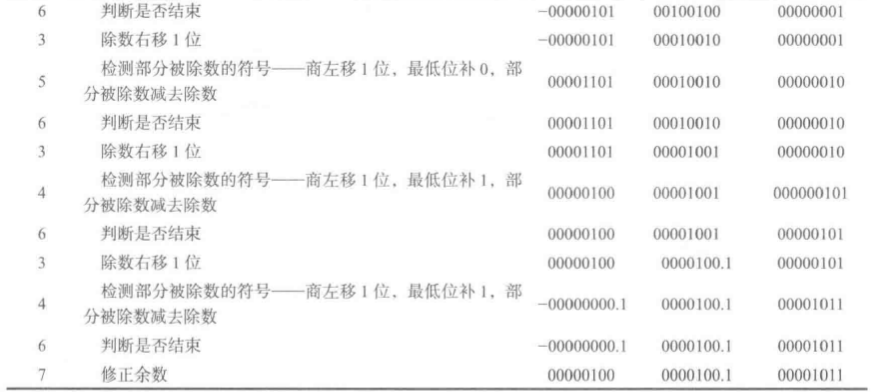 6 判断是否结束 −00000101 00100100 00000001
3 除数右移 1 位 −00000101 00010010 00000001
5 检测部分被除数的符号——商左移 1 位，最低位补 0，部
分被除数减去除数 00001101 00010010 00000010
6 判断是否结束 00001101 00010010 00000010
3 除数右移 1 位 00001101 00001001 00000010
4 检测部分被除数的符号——商左移 1 位，最低位补 1，部
分被除数减去除数 00000100 00001001 000000101
6 判断是否结束 00000100 00001001 00000101
3 除数右移 1 位 00000100 0000100.1 00000101
4 检测部分被除数的符号——商左移 1 位，最低位补 1，部
分被除数减去除数 −00000000.1 0000100.1 00001011
6 判断是否结束 −00000000.1 0000100.1 00001011
7 修正余数 00000100 0000100.1 00001011